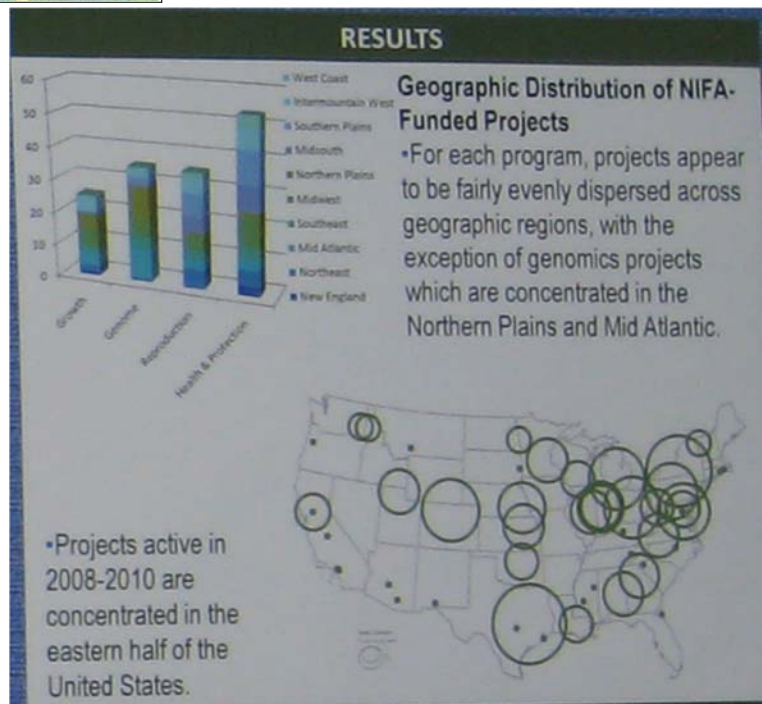 RESULTS
60
50
40
30
20
10
0
Growth
Genome
Reproduction
Health & Protection
West Coast
Intermountain West
Southern Plains
Midsouth
Northern Plains
Midwest
Southeast
Mid Atlantic
Northeast
New England
Geographic Distribution of NIFA-
Funded Projects
•For each program, projects appear
to be fairly evenly dispersed across
geographic regions, with the
exception of genomics projects
which are concentrated in the
Northern Plains and Mid Atlantic.
•Projects active in
2008-2010 are
concentrated in the
eastern half of the
United States.